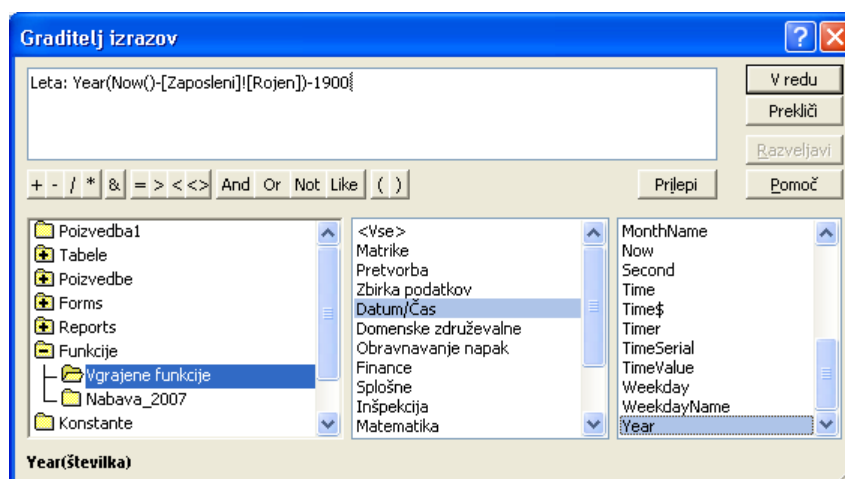 Graditelj izrazov
Leta: Year(Now()-[Zaposleni]![Rojen])-1900
V redu
Prekliči
Razveljavi
+ - / * & = > < <> And Or Not Like ( )
Prilepi
Pomoč
Poizvedba1
Tabele
Poizvedbe
Forms
Reports
Funkcije
Vgrajene funkcije
Nabava_2007
Konstante
<Vse>
Matrike
Pretvorba
Zbirka podatkov
Datum/Čas
Domenske združevalne
Obravnavanje napak
Finance
Splošne
Inšpekcija
Matematika
MonthName
Now
Second
Time
Time$
Timer
TimeSerial
TimeValue
Weekday
WeekdayName
Year
Year(številka)